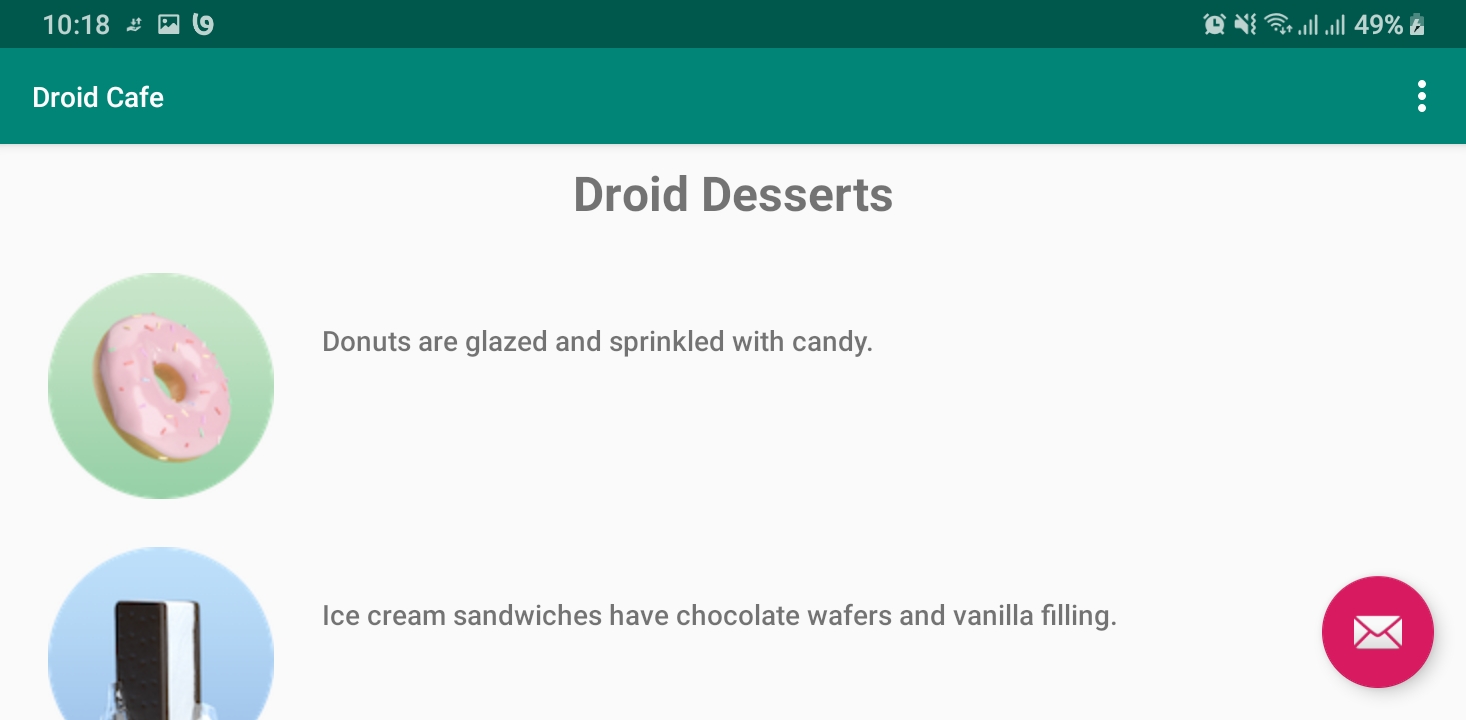 10:18
49%
Droid Cafe
Droid Desserts
Donuts are glazed and sprinkled with candy.
Ice cream sandwiches have chocolate wafers and vanilla filling.